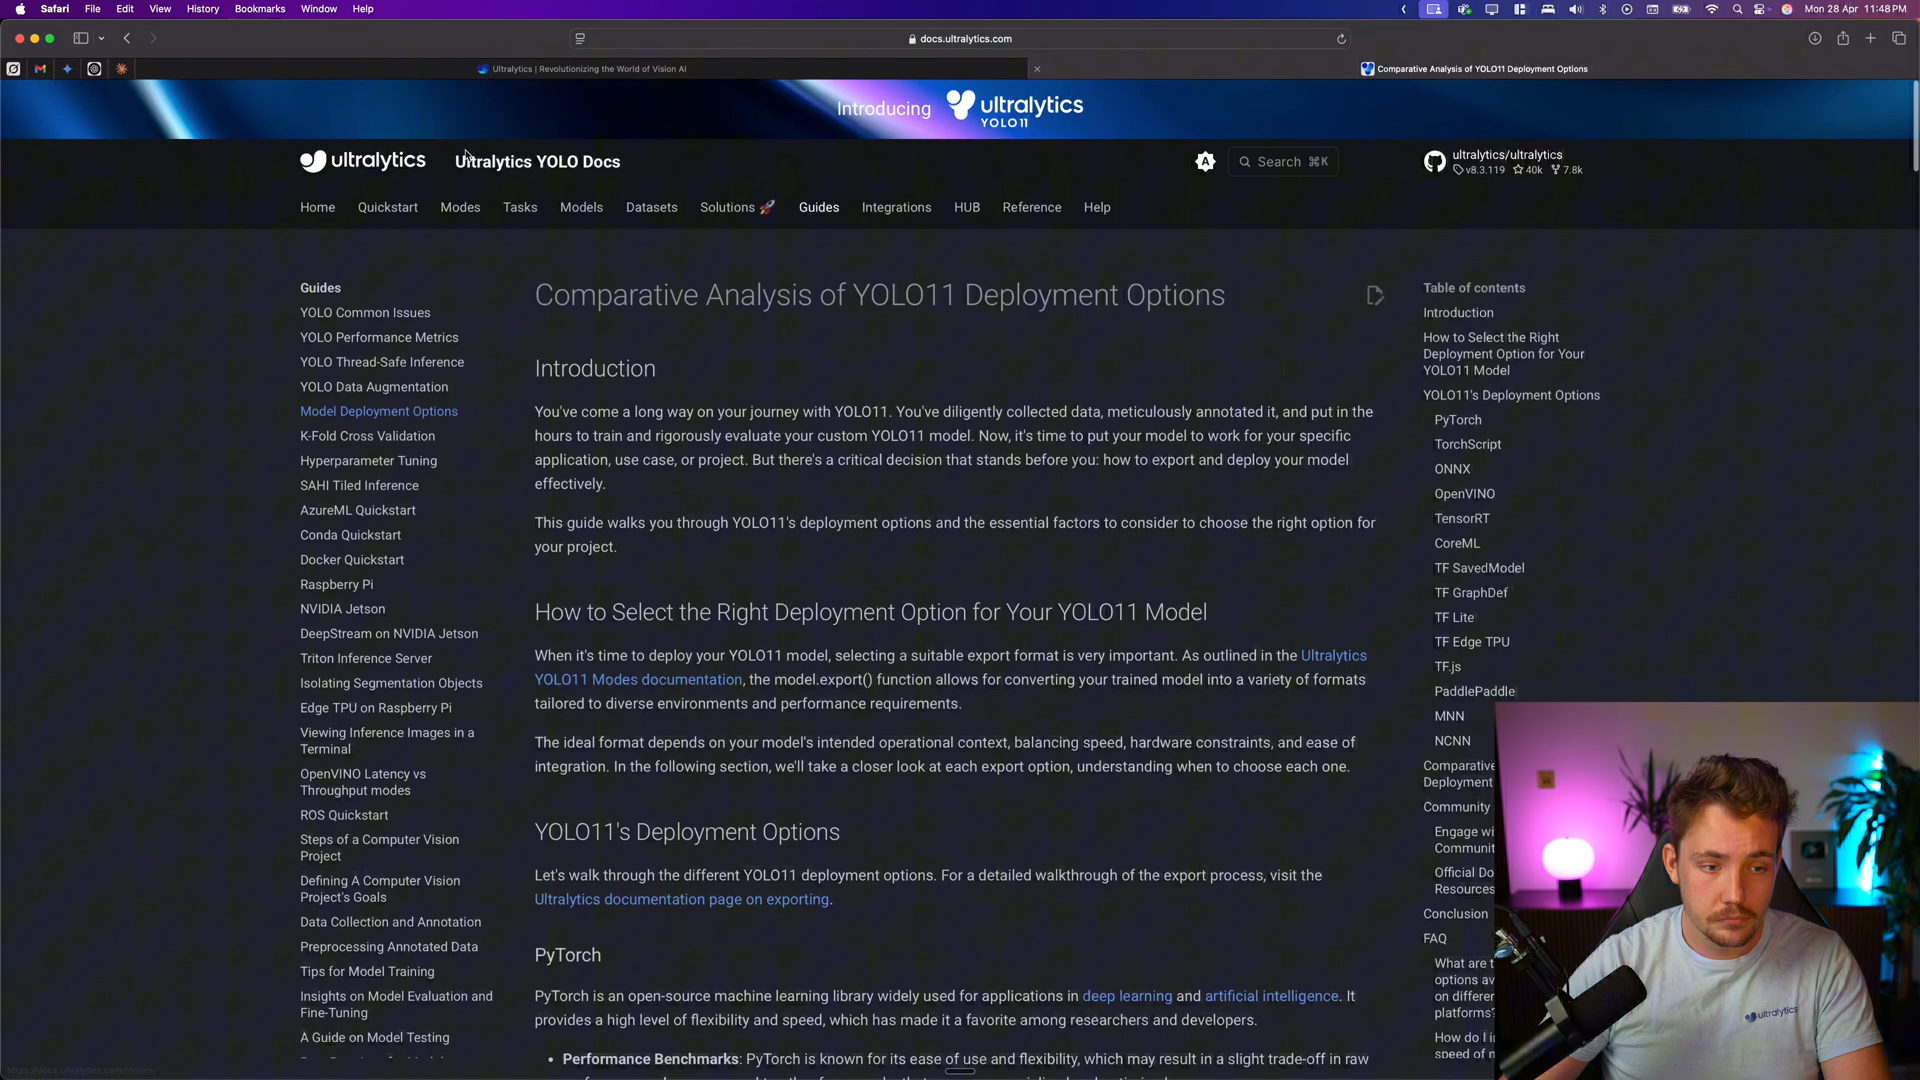 Safari File Edit View History Bookmarks Window Help
Mon 28 Apr 11:48 PM
docs.ultralytics.com
Ultralytics | Revolutionizing the World of Vision AI
Comparative Analysis of YOLO11 Deployment Options
Introducing ultralytics
YOLO11
ultralytics
Ultralytics YOLO Docs
Search ⌘K
ultralytics/ultralytics
v8.3.119 40k 7.8k
Home Quickstart Modes Tasks Models Datasets Solutions 🚀 Guides Integrations HUB Reference Help
Guides
YOLO Common Issues
YOLO Performance Metrics
YOLO Thread-Safe Inference
YOLO Data Augmentation
Model Deployment Options
K-Fold Cross Validation
Hyperparameter Tuning
SAHI Tiled Inference
AzureML Quickstart
Conda Quickstart
Docker Quickstart
Raspberry Pi
NVIDIA Jetson
DeepStream on NVIDIA Jetson
Triton Inference Server
Isolating Segmentation Objects
Edge TPU on Raspberry Pi
Viewing Inference Images in a
Terminal
OpenVINO Latency vs
Throughput modes
ROS Quickstart
Steps of a Computer Vision
Project
Defining A Computer Vision
Project's Goals
Data Collection and Annotation
Preprocessing Annotated Data
Tips for Model Training
Insights on Model Evaluation and
Fine-Tuning
A Guide on Model Testing
Comparative Analysis of YOLO11 Deployment Options
Introduction
You've come a long way on your journey with YOLO11. You've diligently collected data, meticulously annotated it, and put in the
hours to train and rigorously evaluate your custom YOLO11 model. Now, it's time to put your model to work for your specific
application, use case, or project. But there's a critical decision that stands before you: how to export and deploy your model
effectively.
This guide walks you through YOLO11's deployment options and the essential factors to consider to choose the right option for
your project.
How to Select the Right Deployment Option for Your YOLO11 Model
When it's time to deploy your YOLO11 model, selecting a suitable export format is very important. As outlined in the Ultralytics
YOLO11 Modes documentation, the model.export() function allows for converting your trained model into a variety of formats
tailored to diverse environments and performance requirements.
The ideal format depends on your model's intended operational context, balancing speed, hardware constraints, and ease of
integration. In the following section, we'll take a closer look at each export option, understanding when to choose each one.
YOLO11's Deployment Options
Let's walk through the different YOLO11 deployment options. For a detailed walkthrough of the export process, visit the
Ultralytics documentation page on exporting.
PyTorch
PyTorch is an open-source machine learning library widely used for applications in deep learning and artificial intelligence. It
provides a high level of flexibility and speed, which has made it a favorite among researchers and developers.
• Performance Benchmarks: PyTorch is known for its ease of use and flexibility, which may result in a slight trade-off in raw
Table of contents
Introduction
How to Select the Right
Deployment Option for Your
YOLO11 Model
YOLO11's Deployment Options
PyTorch
TorchScript
ONNX
OpenVINO
TensorRT
CoreML
TF SavedModel
TF GraphDef
TF Lite
TF Edge TPU
TF.js
PaddlePaddle
MNN
NCNN
Comparative
Deployment
Community
Engage wi
Communit
Official Do
Resources
Conclusion
FAQ
What are t
options av
on differen
platforms?
How do I i
speed of m
ultralytics
https://docs.ultralytics.com/modes/